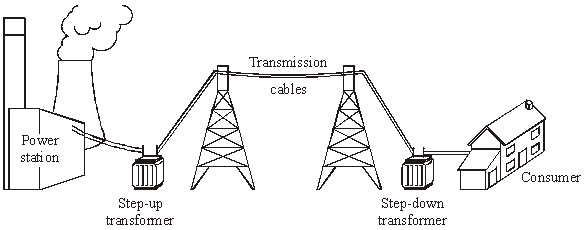 Transmission
cables
Power
station
Consumer
Step-up
transformer
Step-down
transformer